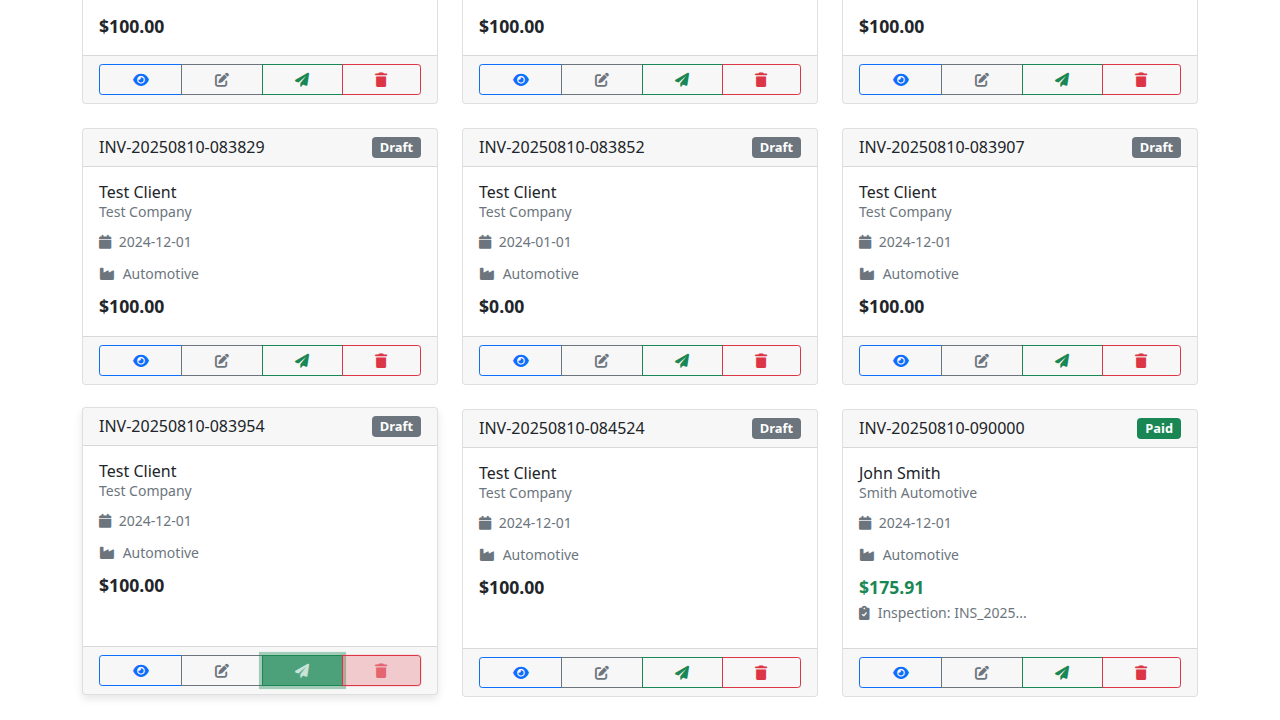 $100.00
$100.00
$100.00
INV-20250810-083829
Draft
Test Client
Test Company
2024-12-01
Automotive
$100.00
INV-20250810-083852
Draft
Test Client
Test Company
2024-01-01
Automotive
$0.00
INV-20250810-083907
Draft
Test Client
Test Company
2024-12-01
Automotive
$100.00
INV-20250810-083954
Draft
Test Client
Test Company
2024-12-01
Automotive
$100.00
INV-20250810-084524
Draft
Test Client
Test Company
2024-12-01
Automotive
$100.00
INV-20250810-090000
Paid
John Smith
Smith Automotive
2024-12-01
Automotive
$175.91
Inspection: INS_2025...